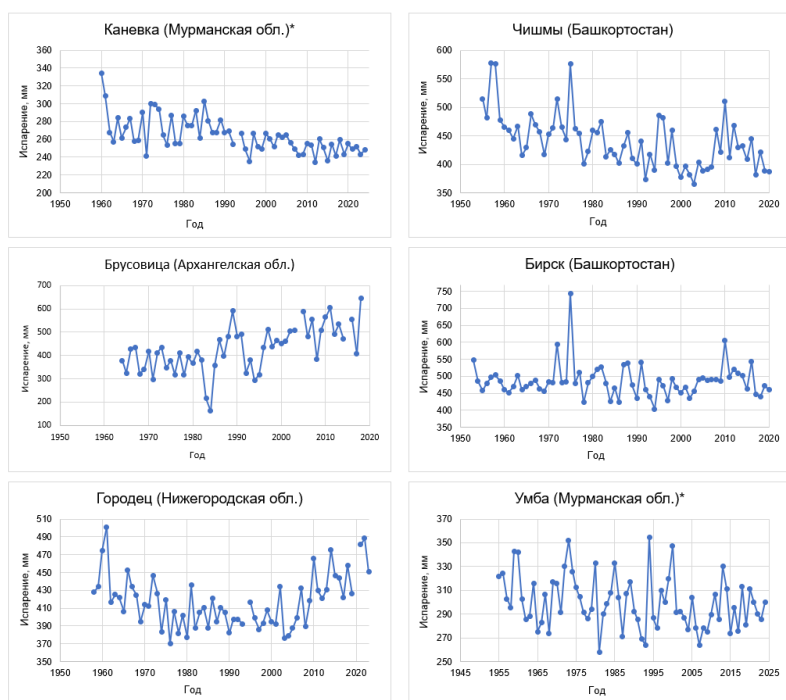 Каневка (Мурманская обл.)*
Испарение, мм
360
340
320
300
280
260
240
220
200
1950 1960 1970 1980 1990 2000 2010 2020
Год
Чишмы (Башкортостан)
Испарение, мм
600
550
500
450
400
350
1950 1960 1970 1980 1990 2000 2010 2020
Год
Брусовица (Архангелская обл.)
Испарение, мм
700
600
500
400
300
200
100
1950 1960 1970 1980 1990 2000 2010 2020
Год
Бирск (Башкортостан)
Испарение, мм
750
700
650
600
550
500
450
400
350
1950 1960 1970 1980 1990 2000 2010 2020
Год
Городец (Нижегородская обл.)
Испарение, мм
510
490
470
450
430
410
390
370
350
1950 1960 1970 1980 1990 2000 2010 2020
Год
Умба (Мурманская обл.)*
Испарение, мм
370
350
330
310
290
270
250
1945 1955 1965 1975 1985 1995 2005 2015 2025
Год